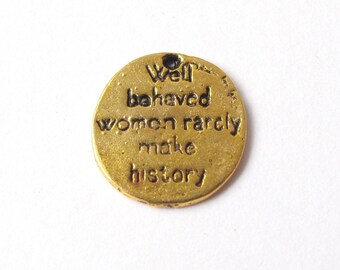 Well
behaved
women rarely
make
history